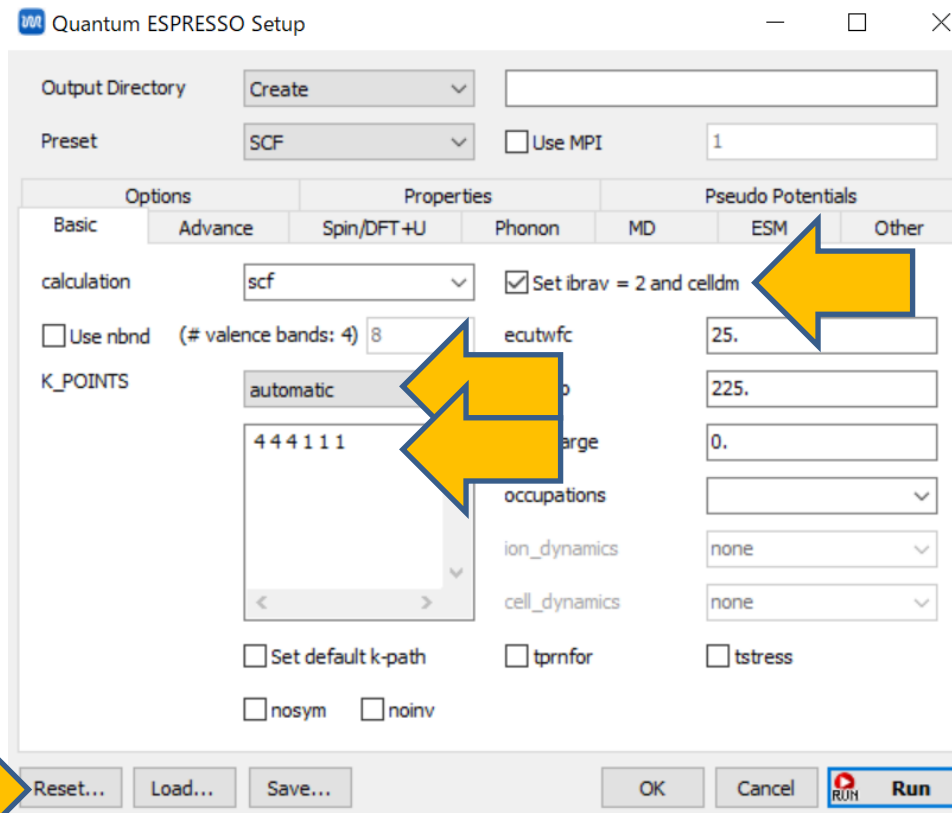 Quantum ESPRESSO Setup
Output Directory Create
Preset SCF Use MPI 1
Options Properties Pseudo Potentials
Basic Advance Spin/DFT+U Phonon MD ESM Other
calculation scf Set ibrav = 2 and celldm
Use nbnd (# valence bands: 4) 8 ecutwfc 25.
K_POINTS automatic 225.
4 4 4 1 1 1 0.
occupations
ion_dynamics none
cell_dynamics none
Set default k-path tprnfor tstress
nosym noinv
Reset... Load... Save... OK Cancel RUN Run